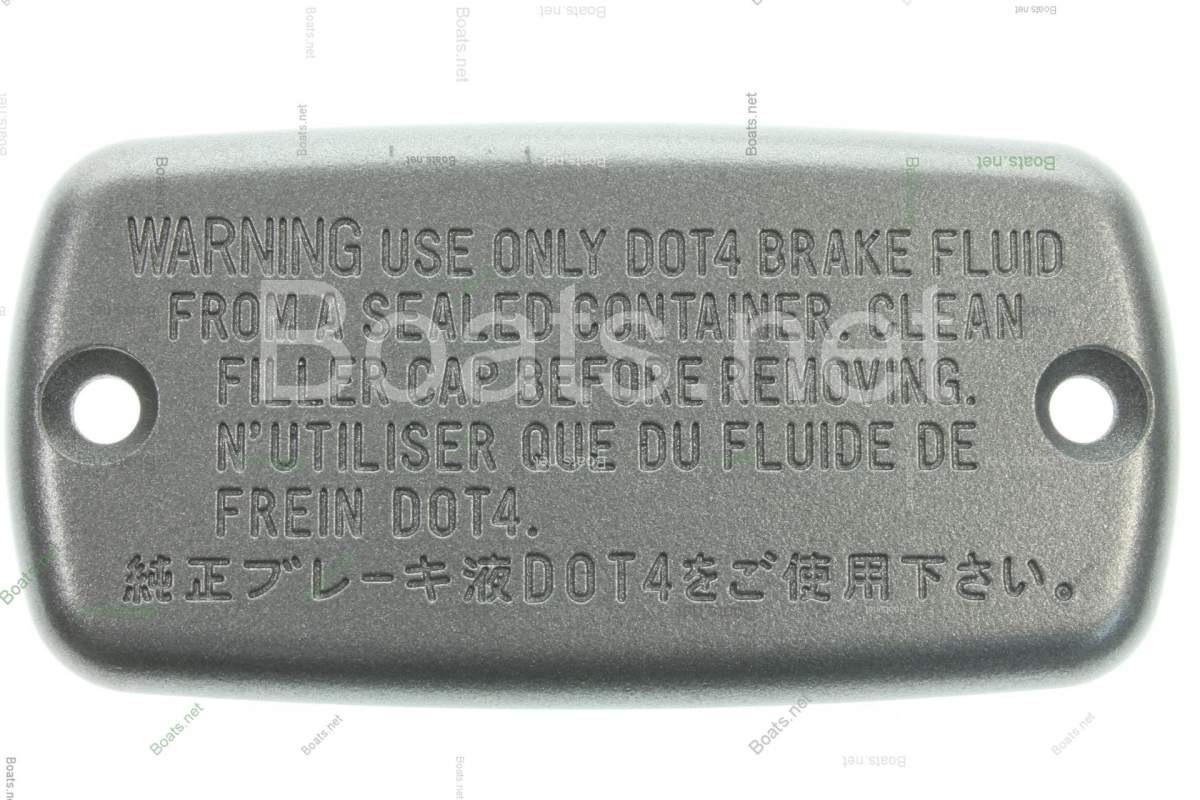 WARNING USE ONLY DOT4 BRAKE FLUID
FROM A SEALED CONTAINER. CLEAN
FILLER CAP BEFORE REMOVING.
N'UTILISER QUE DU FLUIDE DE
FREIN DOT4.
純正ブレーキ液DOT4をご使用下さい。
Boats.net